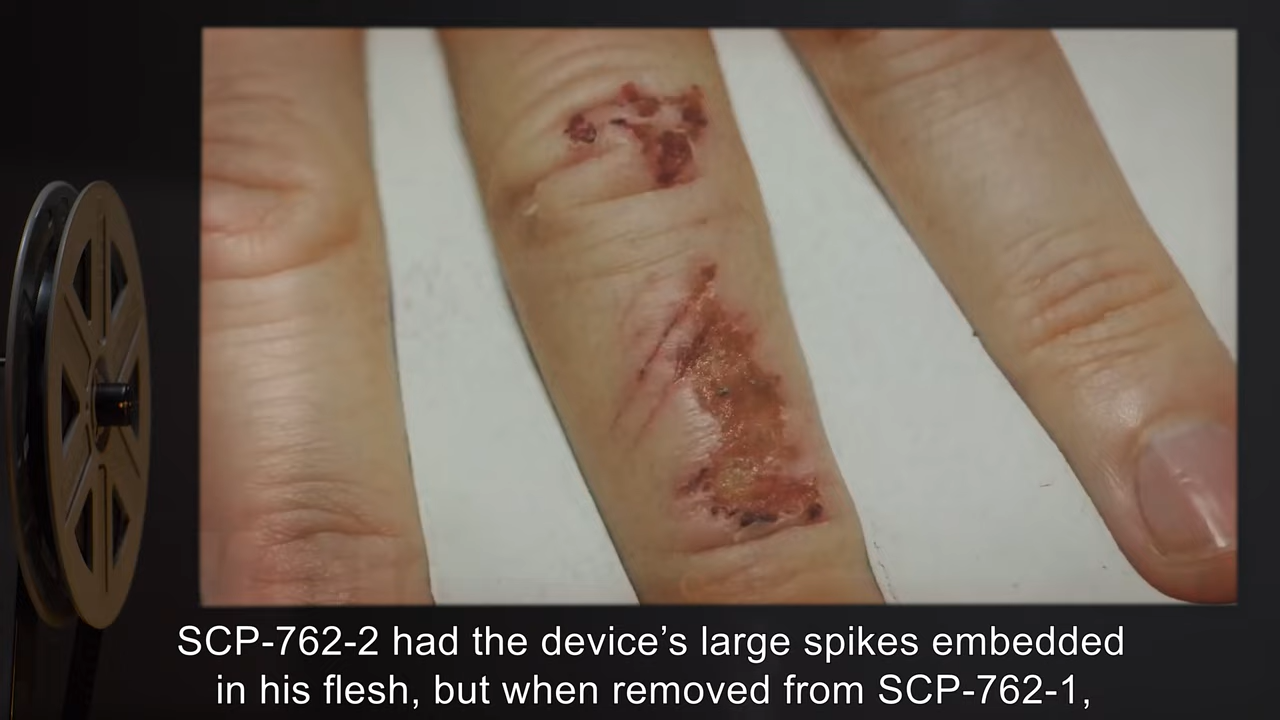 SCP-762-2 had the device’s large spikes embedded
in his flesh, but when removed from SCP-762-1,